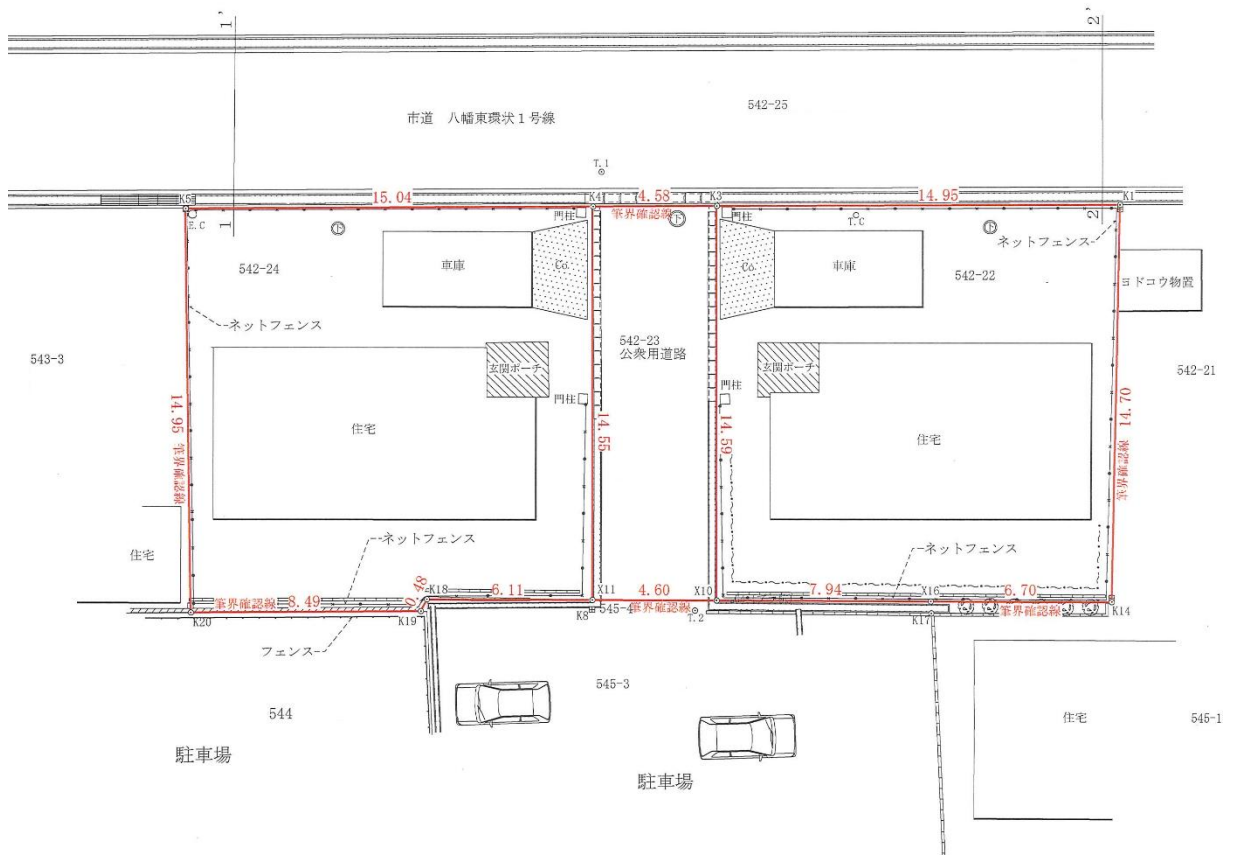 1’
2’
542-25
市道　八幡東環状１号線
T.1
K5
15.04
K4
4.58
K3
14.95
K1
筆界確認線
E.C
1
門柱
下
門柱
T.C
下
2
ネットフェンス
542-24
車庫
Co.
Co.
車庫
542-22
ヨドコウ物置
ネットフェンス
543-3
542-23
公衆用道路
542-21
玄関ポーチ
玄関ポーチ
門柱
門柱
14.95
筆界確認線
住宅
14.55
14.59
住宅
14.70
筆界確認線
住宅
ネットフェンス
ネットフェンス
K18
6.11
X11
4.60
X10
7.94
X16
6.70
筆界確認線
8.49
0.48
545-4
筆界確認線
筆界確認線
K20
K19
K8
T.2
K17
K14
フェンス
545-3
544
住宅
545-1
駐車場
駐車場